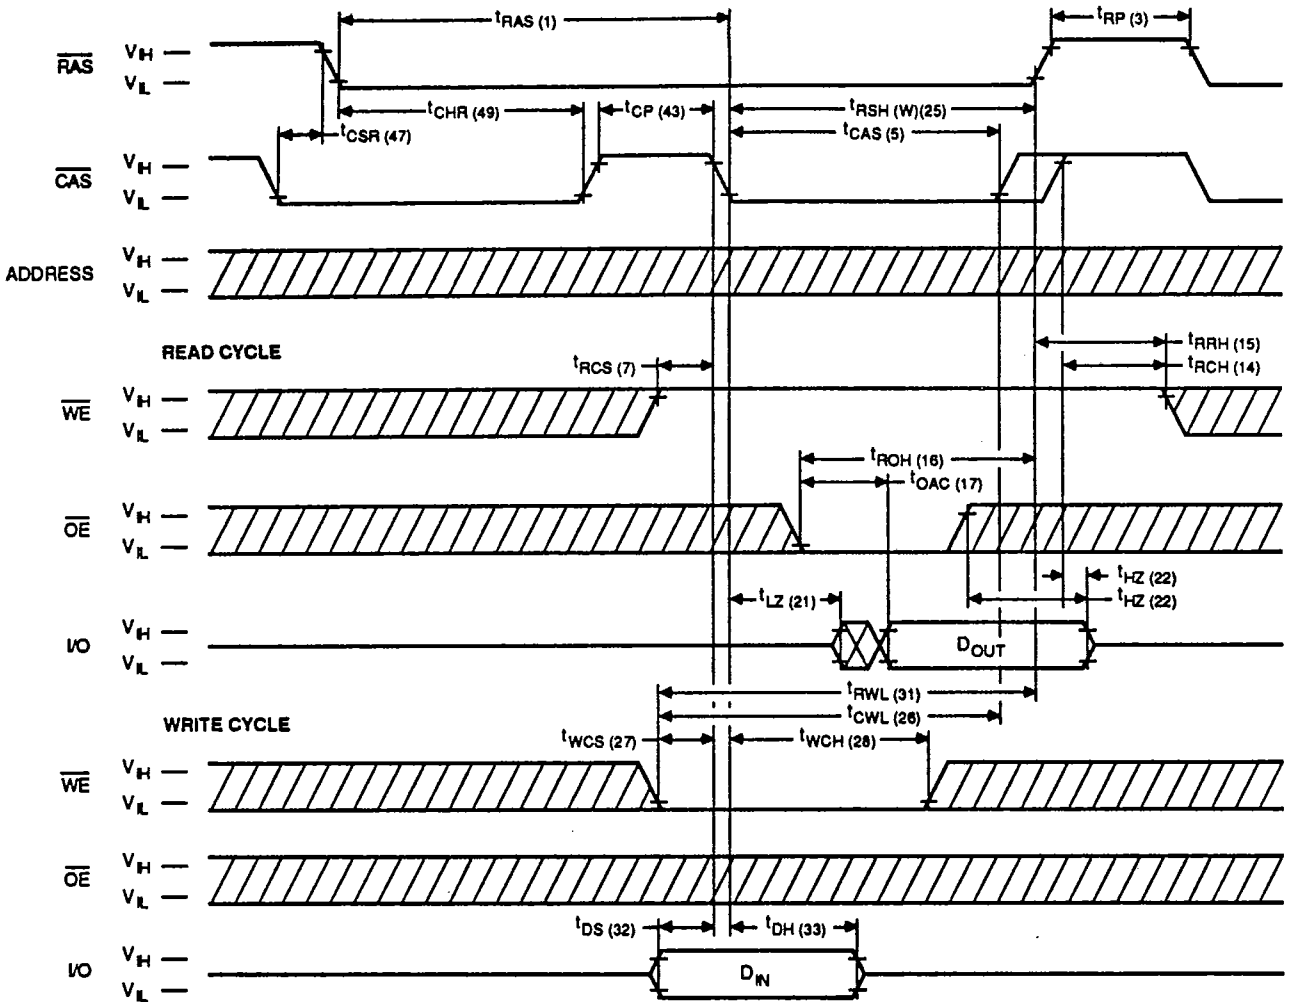 tRAS (1)
tRP (3)
RAS
VIH
VIL
tCHR (49)
tCP (43)
tRSH (W)(25)
tCSR (47)
tCAS (5)
CAS
VIH
VIL
ADDRESS
VIH
VIL
READ CYCLE
tRRH (15)
tRCS (7)
tRCH (14)
WE
VIH
VIL
tROH (16)
tOAC (17)
OE
VIH
VIL
tHZ (22)
tLZ (21)
tHZ (22)
I/O
VIH
VIL
DOUT
tRWL (31)
WRITE CYCLE
tCWL (26)
tWCS (27)
tWCH (28)
WE
VIH
VIL
OE
VIH
VIL
tDS (32)
tDH (33)
I/O
VIH
VIL
DIN